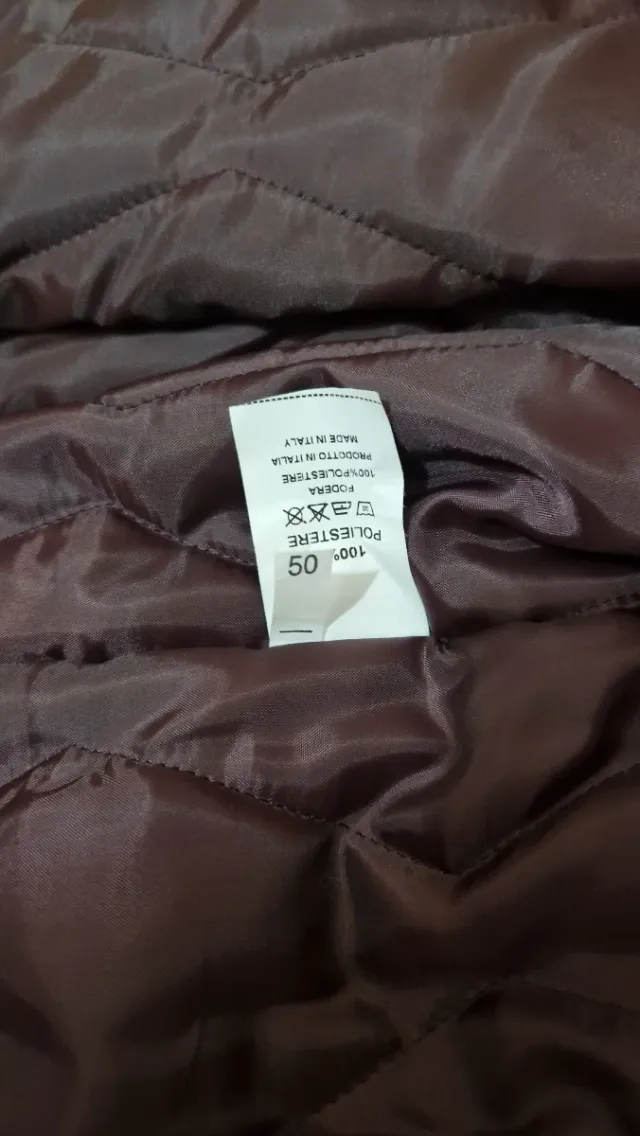 50
100%
POLIESTERE
FODERA
100%POLIESTERE
PRODOTTO IN ITALIA
MADE IN ITALY